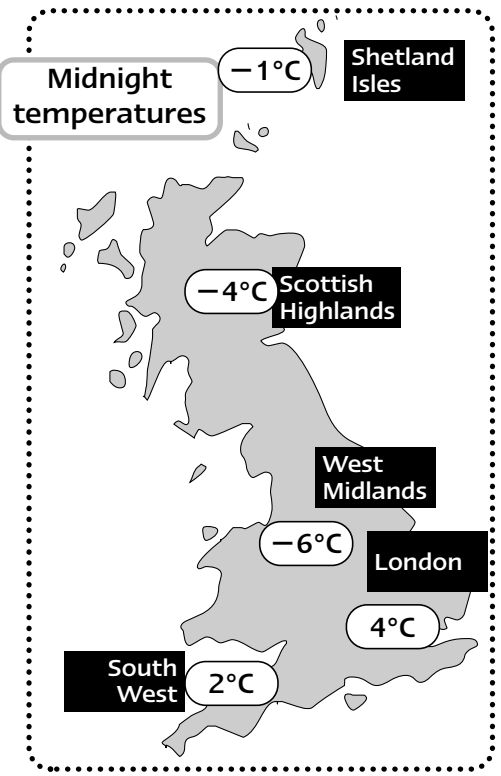 Midnight
temperatures
−1°C
Shetland
Isles
−4°C
Scottish
Highlands
West
Midlands
−6°C
London
4°C
South
West
2°C